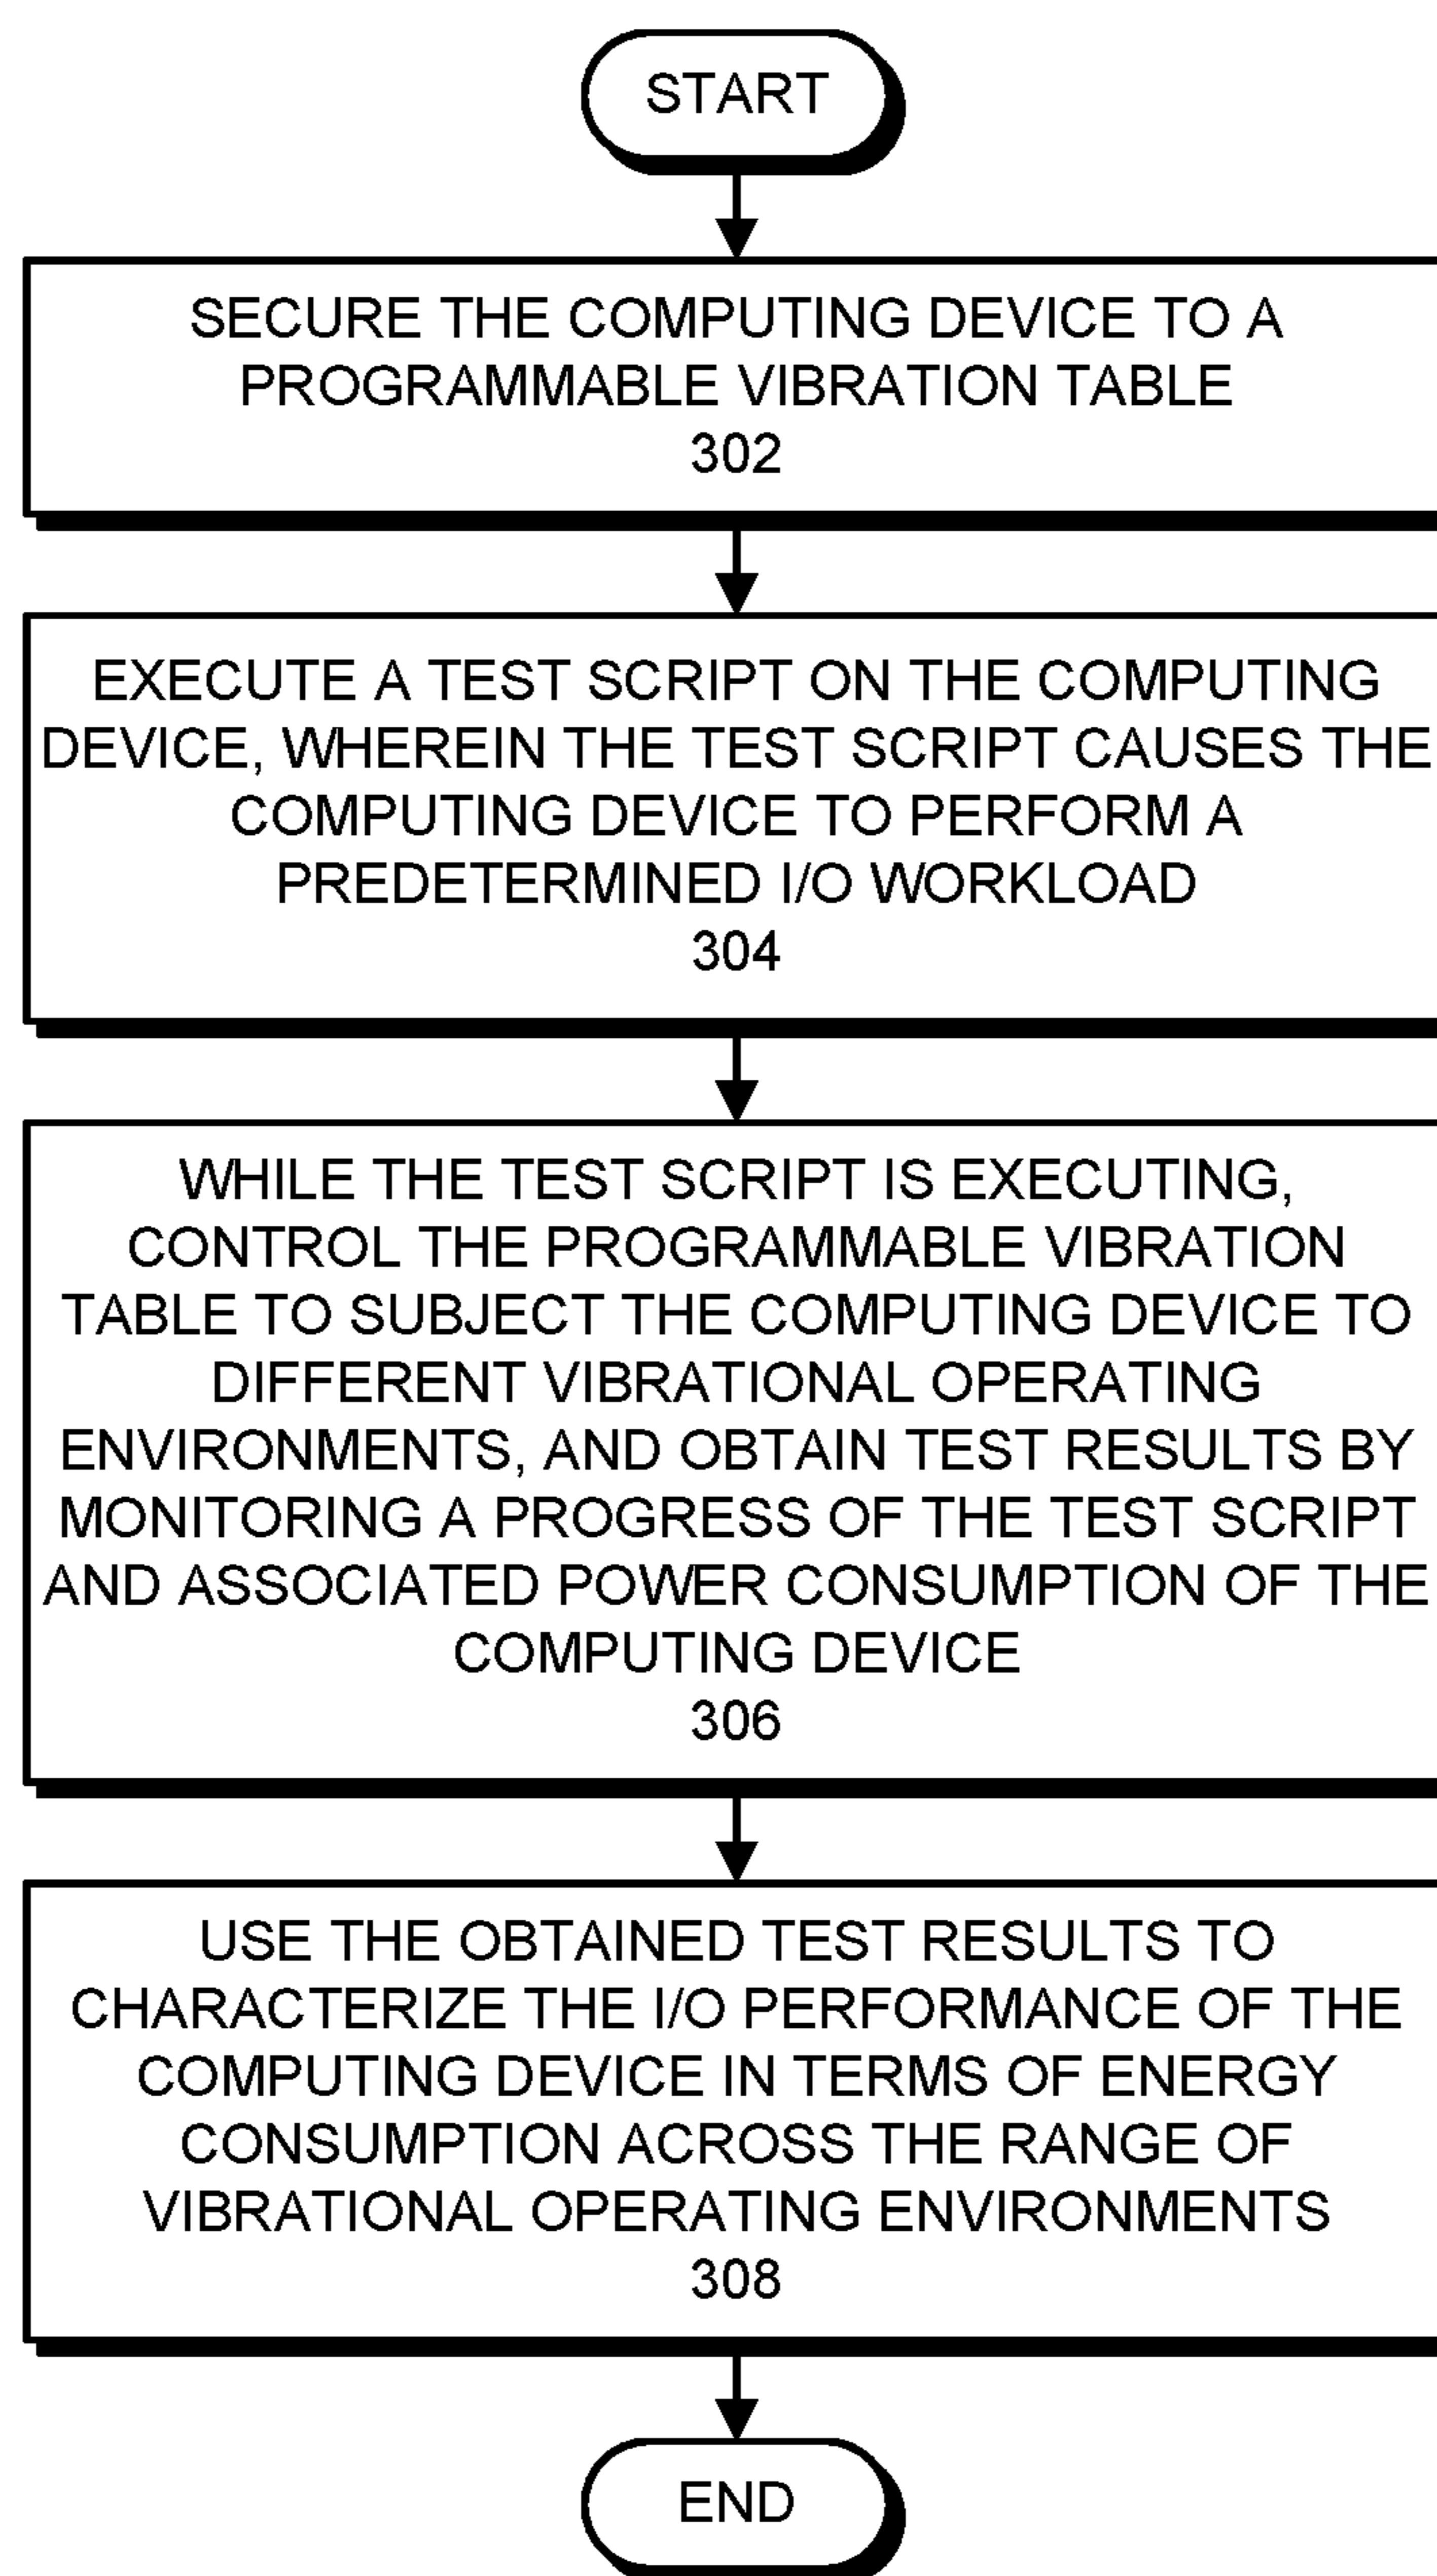 START
SECURE THE COMPUTING DEVICE TO A
PROGRAMMABLE VIBRATION TABLE
302
EXECUTE A TEST SCRIPT ON THE COMPUTING
DEVICE, WHEREIN THE TEST SCRIPT CAUSES THE
COMPUTING DEVICE TO PERFORM A
PREDETERMINED I/O WORKLOAD
304
WHILE THE TEST SCRIPT IS EXECUTING,
CONTROL THE PROGRAMMABLE VIBRATION
TABLE TO SUBJECT THE COMPUTING DEVICE TO
DIFFERENT VIBRATIONAL OPERATING
ENVIRONMENTS, AND OBTAIN TEST RESULTS BY
MONITORING A PROGRESS OF THE TEST SCRIPT
AND ASSOCIATED POWER CONSUMPTION OF THE
COMPUTING DEVICE
306
USE THE OBTAINED TEST RESULTS TO
CHARACTERIZE THE I/O PERFORMANCE OF THE
COMPUTING DEVICE IN TERMS OF ENERGY
CONSUMPTION ACROSS THE RANGE OF
VIBRATIONAL OPERATING ENVIRONMENTS
308
END